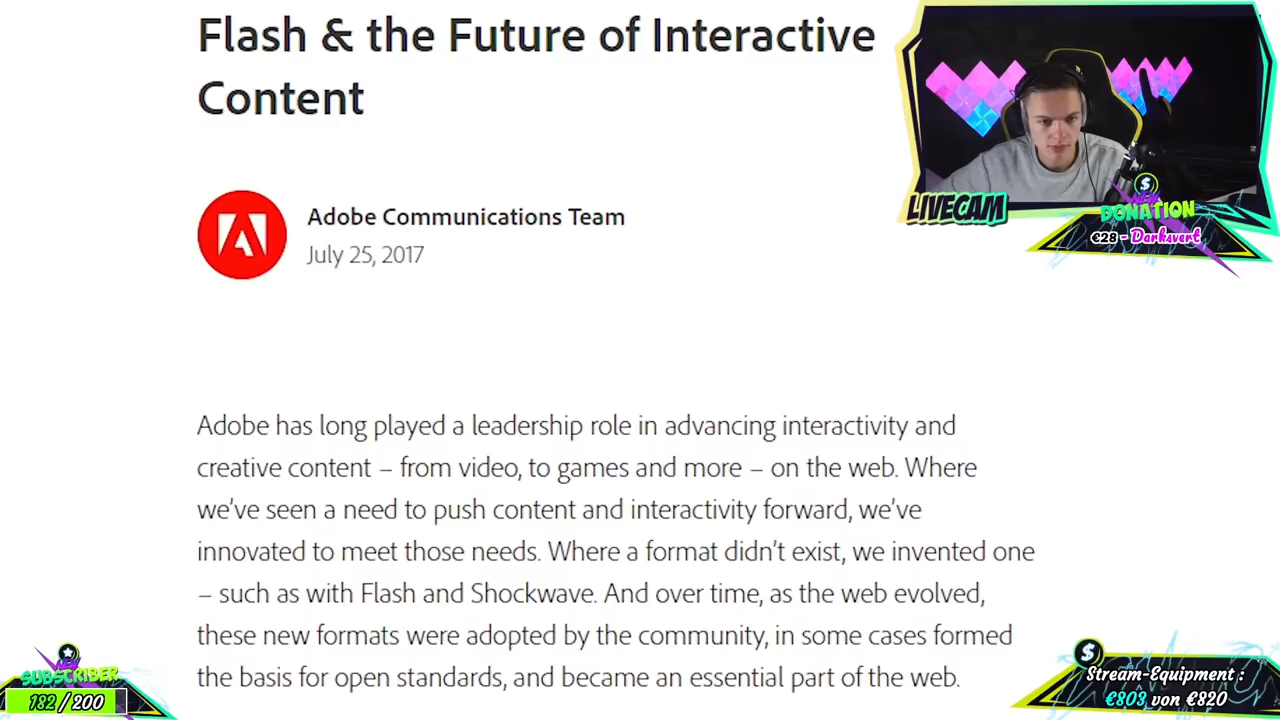 Flash & the Future of Interactive
Content
Adobe Communications Team
July 25, 2017
LIVECAM
$
NEW
DONATION
€28 - Darksvert
Adobe has long played a leadership role in advancing interactivity and
creative content – from video, to games and more – on the web. Where
we’ve seen a need to push content and interactivity forward, we’ve
innovated to meet those needs. Where a format didn’t exist, we invented one
– such as with Flash and Shockwave. And over time, as the web evolved,
these new formats were adopted by the community, in some cases formed
the basis for open standards, and became an essential part of the web.
NEW
SUBSCRIBER
182 / 200
$
Stream-Equipment :
€803 von €820